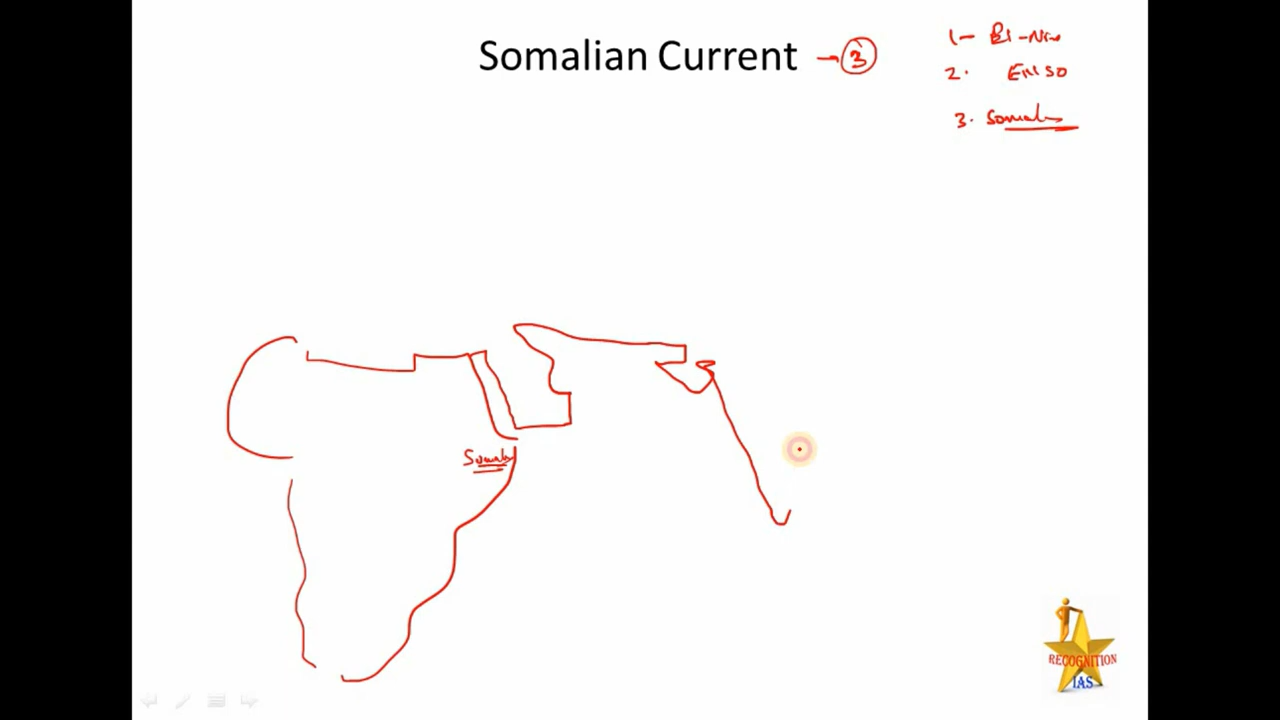 Somalian Current → 3
1- El-Nino
2. ENSO
3. Somalia
Somalia
RECOGNITION
IAS